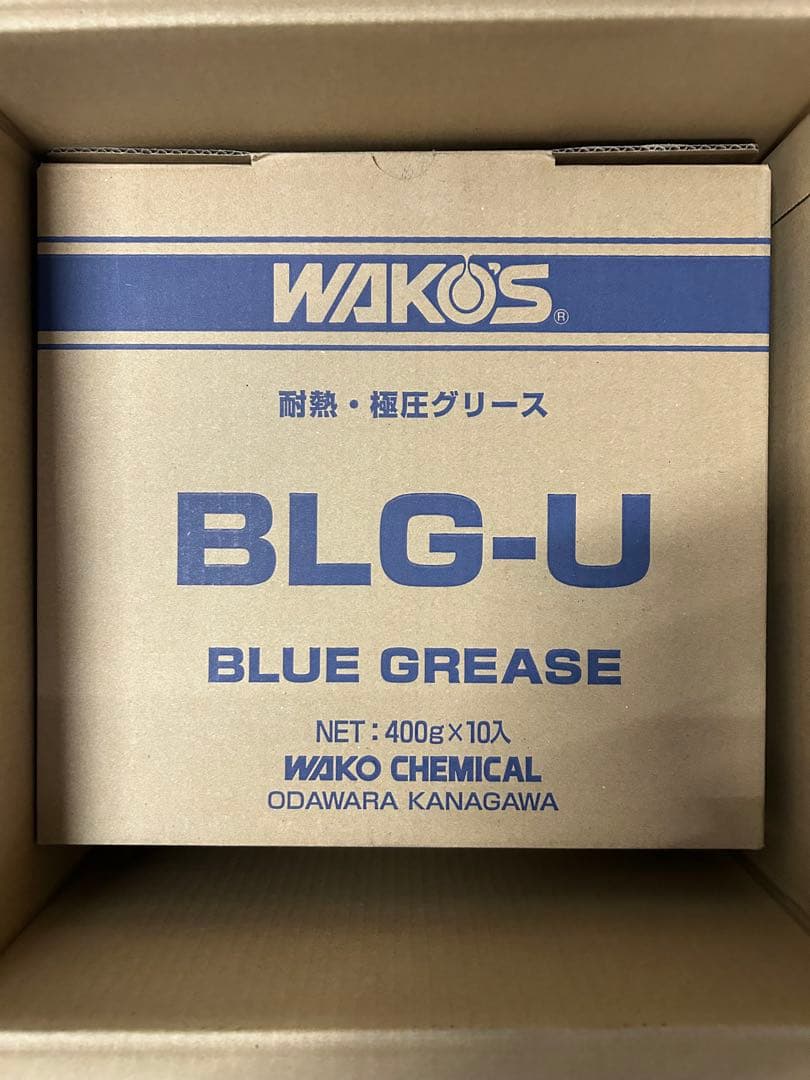 WAKO'S®
耐熱・極圧グリース
BLG-U
BLUE GREASE
NET：400g×10入
WAKO CHEMICAL
ODAWARA KANAGAWA